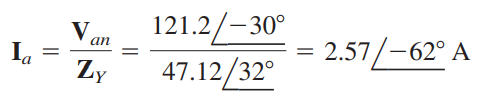 I_a = V_an / Z_Y = 121.2/−30° / 47.12/32° = 2.57/−62° A